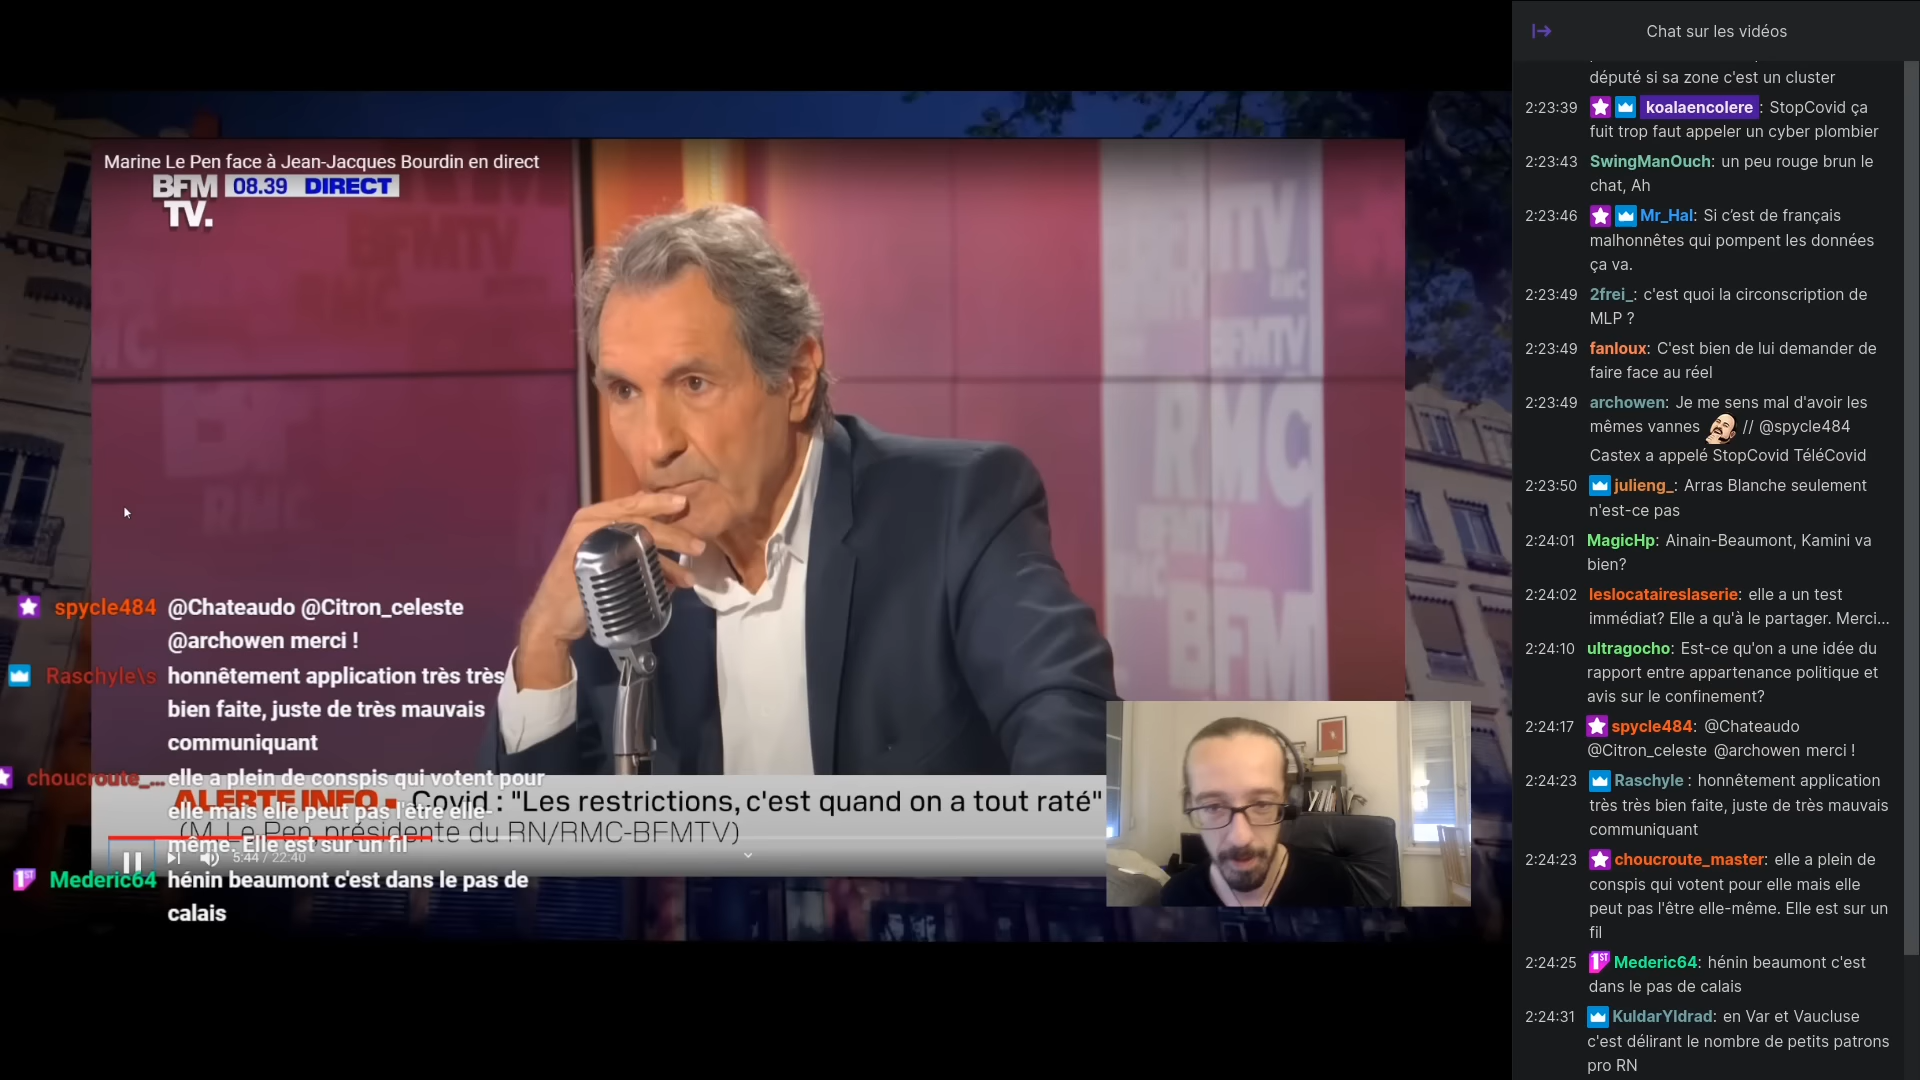 Marine Le Pen face à Jean-Jacques Bourdin en direct
BFM
TV.
08.39 DIRECT
BFMTV
RMC
RMC
BFMTV
RMC
BFM
spycle484 @Chateaudo @Citron_celeste
@archowen merci !
Raschyle\s honnêtement application très très
bien faite, juste de très mauvais
communiquant
choucroute_... elle a plein de conspis qui votent pour
elle mais elle peut pas l'être elle-
même. Elle est sur un fil
Mederic64 hénin beaumont c'est dans le pas de
calais
ALERTE INFO Covid : "Les restrictions, c'est quand on a tout raté"
(M. Le Pen, présidente du RN/RMC-BFMTV)
5:44 / 22:40
Chat sur les vidéos
député si sa zone c'est un cluster
2:23:39 koalaencolere : StopCovid ça
fuit trop faut appeler un cyber plombier
2:23:43 SwingManOuch: un peu rouge brun le
chat, Ah
2:23:46 Mr_Hal: Si c’est de français
malhonnêtes qui pompent les données
ça va.
2:23:49 2frei_: c'est quoi la circonscription de
MLP ?
2:23:49 fanloux: C'est bien de lui demander de
faire face au réel
2:23:49 archowen: Je me sens mal d'avoir les
mêmes vannes // @spycle484
Castex a appelé StopCovid TéléCovid
2:23:50 julieng_: Arras Blanche seulement
n'est-ce pas
2:24:01 MagicHp: Ainain-Beaumont, Kamini va
bien?
2:24:02 leslocataireslaserie: elle a un test
immédiat? Elle a qu'à le partager. Merci...
2:24:10 ultragocho: Est-ce qu'on a une idée du
rapport entre appartenance politique et
avis sur le confinement?
2:24:17 spycle484: @Chateaudo
@Citron_celeste @archowen merci !
2:24:23 Raschyle : honnêtement application
très très bien faite, juste de très mauvais
communiquant
2:24:23 choucroute_master: elle a plein de
conspis qui votent pour elle mais elle
peut pas l'être elle-même. Elle est sur un
fil
2:24:25 1ST Mederic64: hénin beaumont c'est
dans le pas de calais
2:24:31 KuldarYldrad: en Var et Vaucluse
c'est délirant le nombre de petits patrons
pro RN